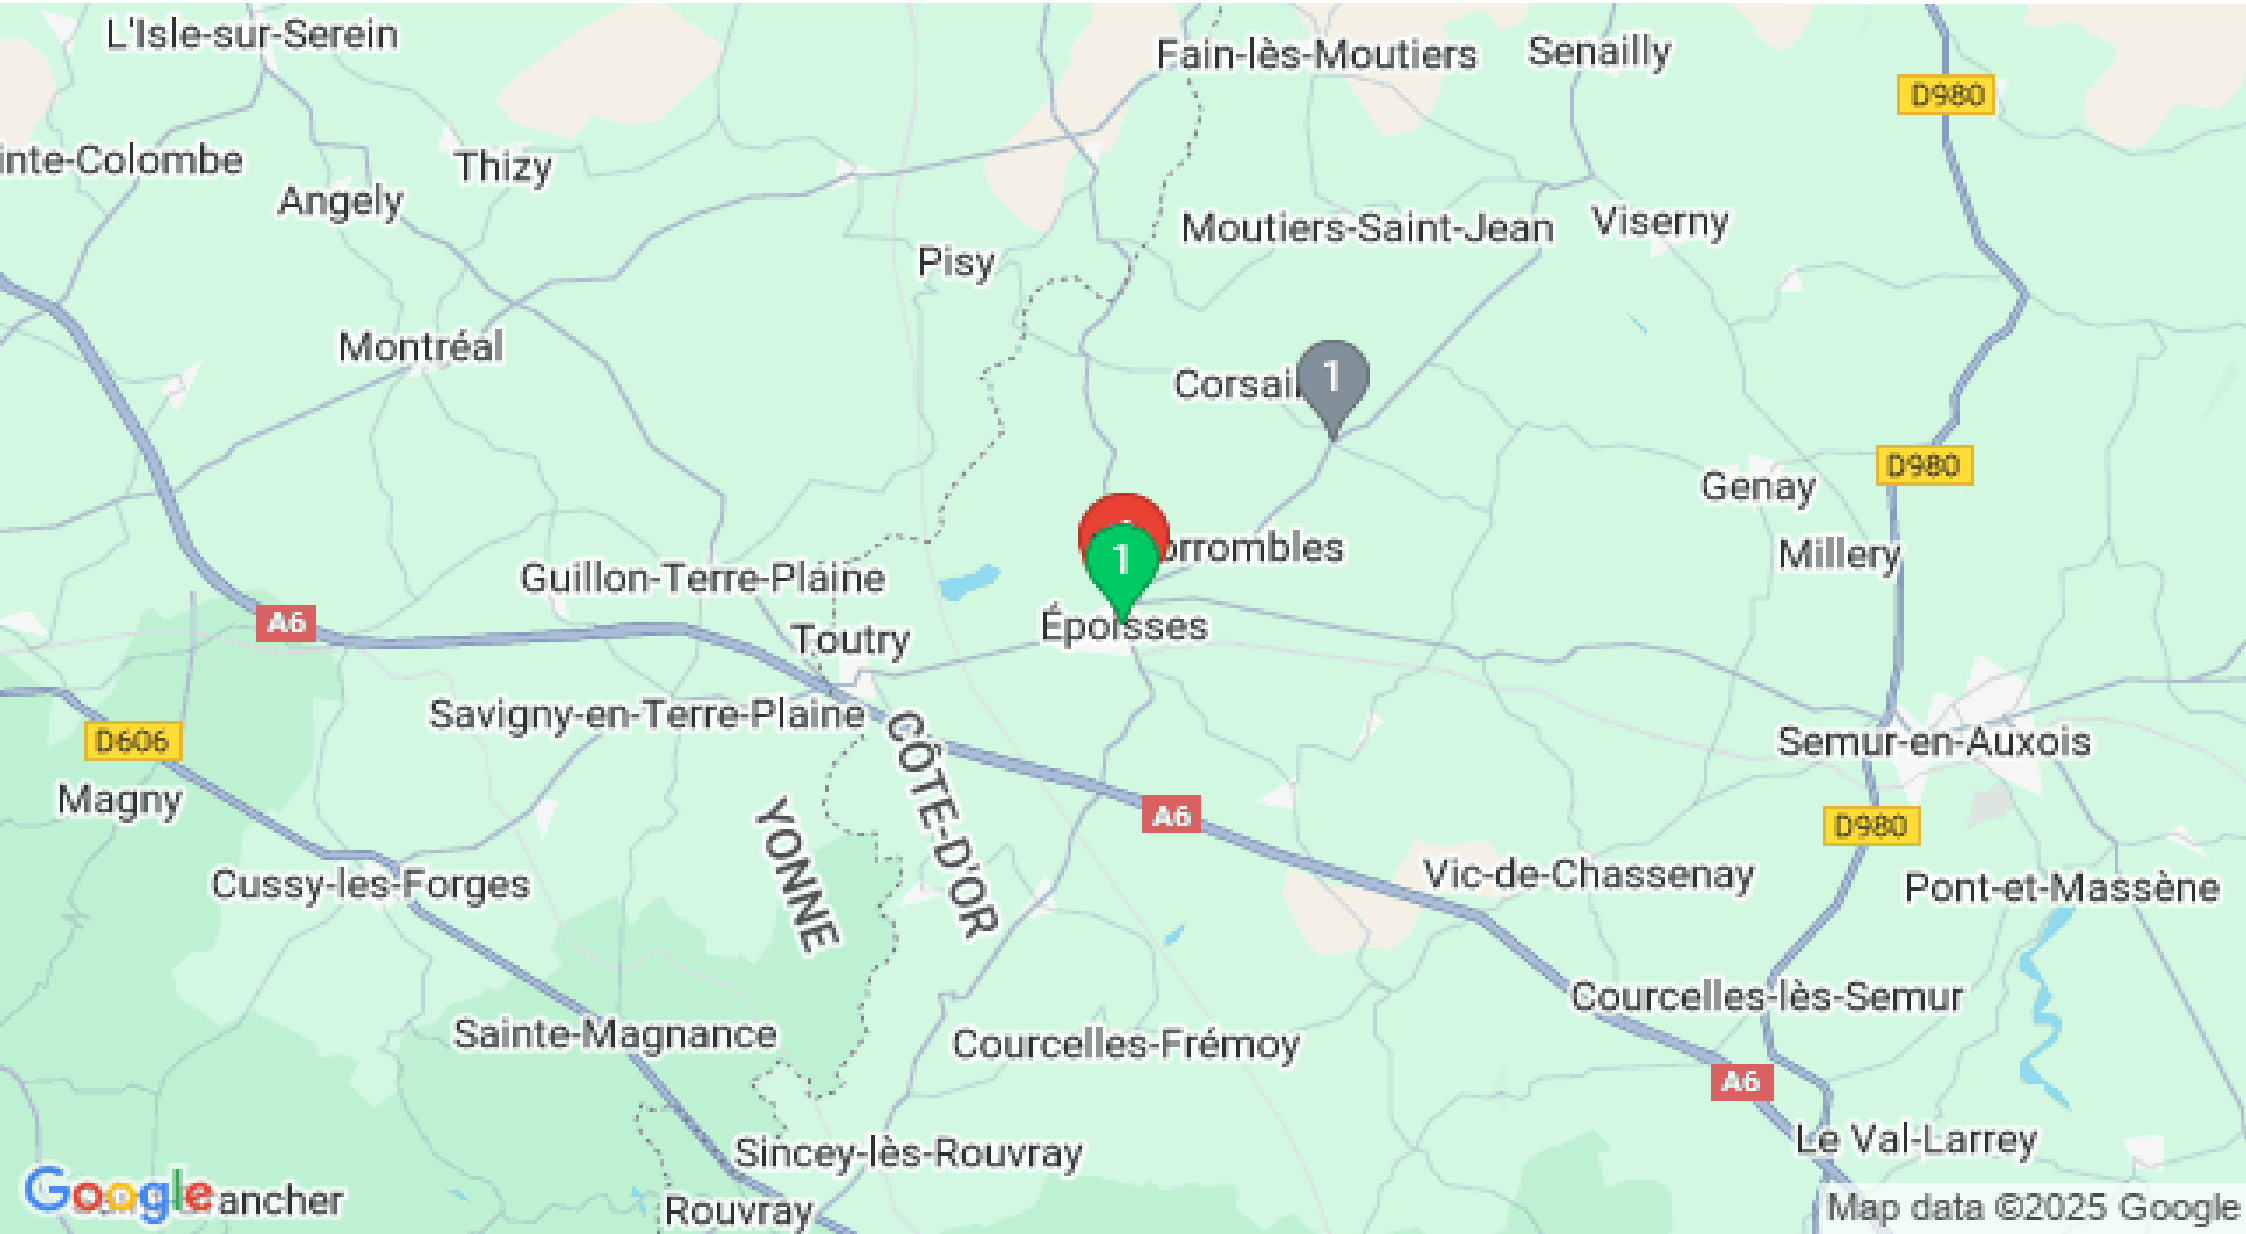 L'Isle-sur-Serein
Fain-lès-Moutiers
Senailly
D980
inte-Colombe
Thizy
Angely
Moutiers-Saint-Jean
Viserny
Pisy
Montréal
1
Corsai
D980
Genay
1
orrombles
Millery
Guillon-Terre-Plaine
A6
Époisses
Toutry
Savigny-en-Terre-Plaine
D606
CÔTE-D'OR
Semur-en-Auxois
Magny
YONNE
A6
D980
Vic-de-Chassenay
Cussy-les-Forges
Pont-et-Massène
Courcelles-lès-Semur
Sainte-Magnance
Courcelles-Frémoy
A6
Le Val-Larrey
Sincey-lès-Rouvray
Google
ancher
Rouvray
Map data ©2025 Google